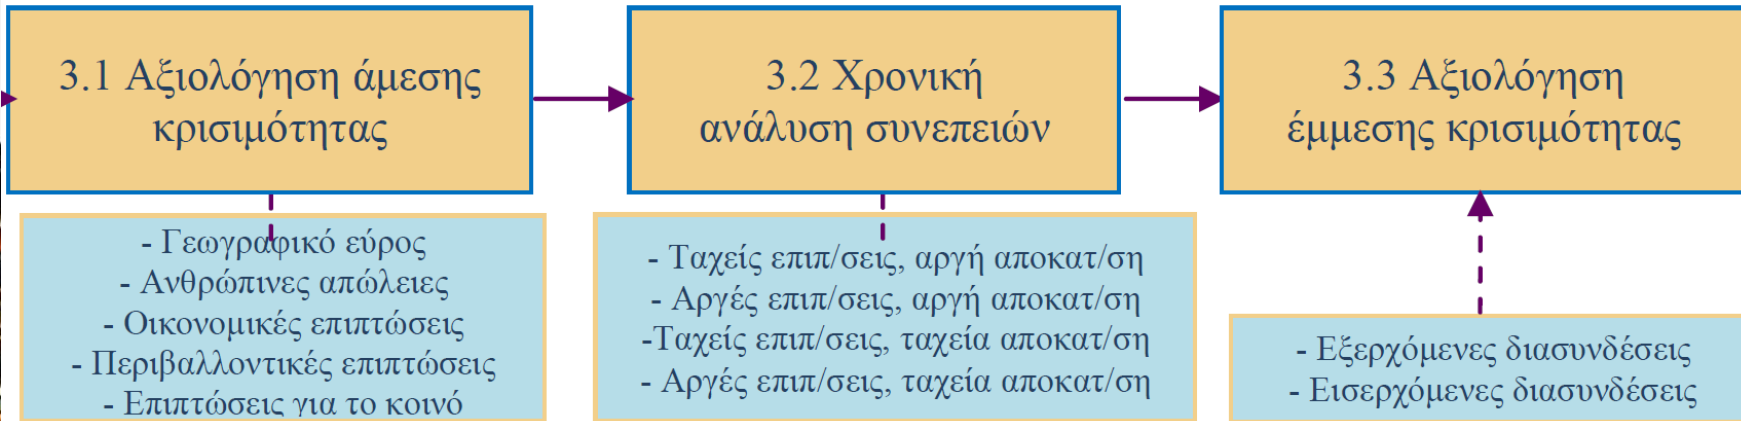 3.1 Αξιολόγηση άμεσης
κρισιμότητας
- Γεωγραφικό εύρος
- Ανθρώπινες απώλειες
- Οικονομικές επιπτώσεις
- Περιβαλλοντικές επιπτώσεις
- Επιπτώσεις για το κοινό
3.2 Χρονική
ανάλυση συνεπειών
- Ταχείς επιπ/σεις, αργή αποκατ/ση
- Αργές επιπ/σεις, αργή αποκατ/ση
-Ταχείς επιπ/σεις, ταχεία αποκατ/ση
- Αργές επιπ/σεις, ταχεία αποκατ/ση
3.3 Αξιολόγηση
έμμεσης κρισιμότητας
- Εξερχόμενες διασυνδέσεις
- Εισερχόμενες διασυνδέσεις